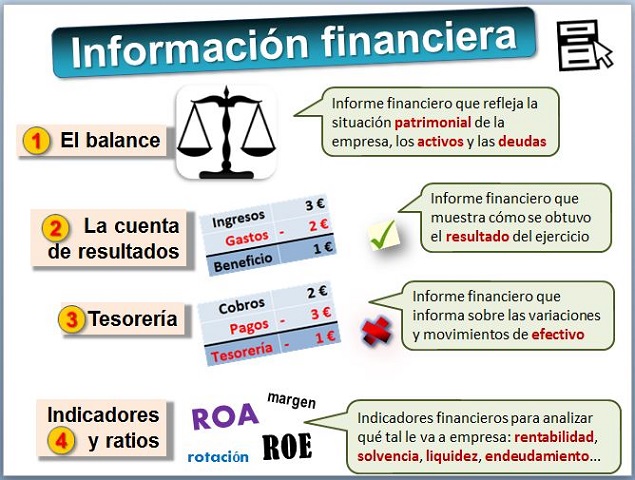 Información financiera
1 El balance
Informe financiero que refleja la
situación patrimonial de la
empresa, los activos y las deudas
2 La cuenta
de resultados
Ingresos 3 €
Gastos - 2 €
Beneficio 1 €
Informe financiero que
muestra cómo se obtuvo
el resultado del ejercicio
3 Tesorería
Cobros 2 €
Pagos - 3 €
Tesorería - 1 €
Informe financiero que
informa sobre las variaciones
y movimientos de efectivo
Indicadores
4 y ratios
ROA
margen
rotación
ROE
Indicadores financieros para analizar
qué tal le va a empresa: rentabilidad,
solvencia, liquidez, endeudamiento...